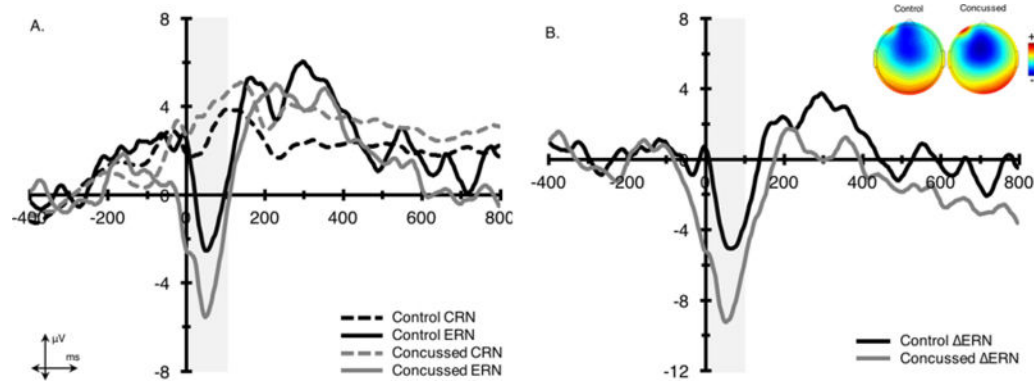 A.
8
4
0
-4
-8
-400
-200
0
200
400
600
800
µV
ms
Control CRN
Control ERN
Concussed CRN
Concussed ERN
B.
8
4
0
-4
-8
-12
-400
-200
0
200
400
600
800
Control ΔERN
Concussed ΔERN
Control
Concussed
+
-